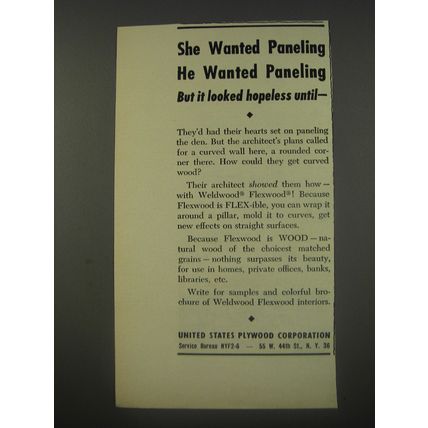 She Wanted Paneling
He Wanted Paneling
But it looked hopeless until—
They'd had their hearts set on paneling
the den. But the architect's plans called
for a curved wall here, a rounded cor-
ner there. How could they get curved
wood?
Their architect showed them how—
with Weldwood® Flexwood®! Because
Flexwood is FLEX-ible, you can wrap it
around a pillar, mold it to curves, get
new effects on straight surfaces.
Because Flexwood is WOOD—na-
tural wood of the choicest matched
grains—nothing surpasses its beauty,
for use in homes, private offices, banks,
libraries, etc.
Write for samples and colorful bro-
chure of Weldwood Flexwood interiors.
UNITED STATES PLYWOOD CORPORATION
Service Bureau NYF2-6 — 55 W. 44th St., N. Y. 36